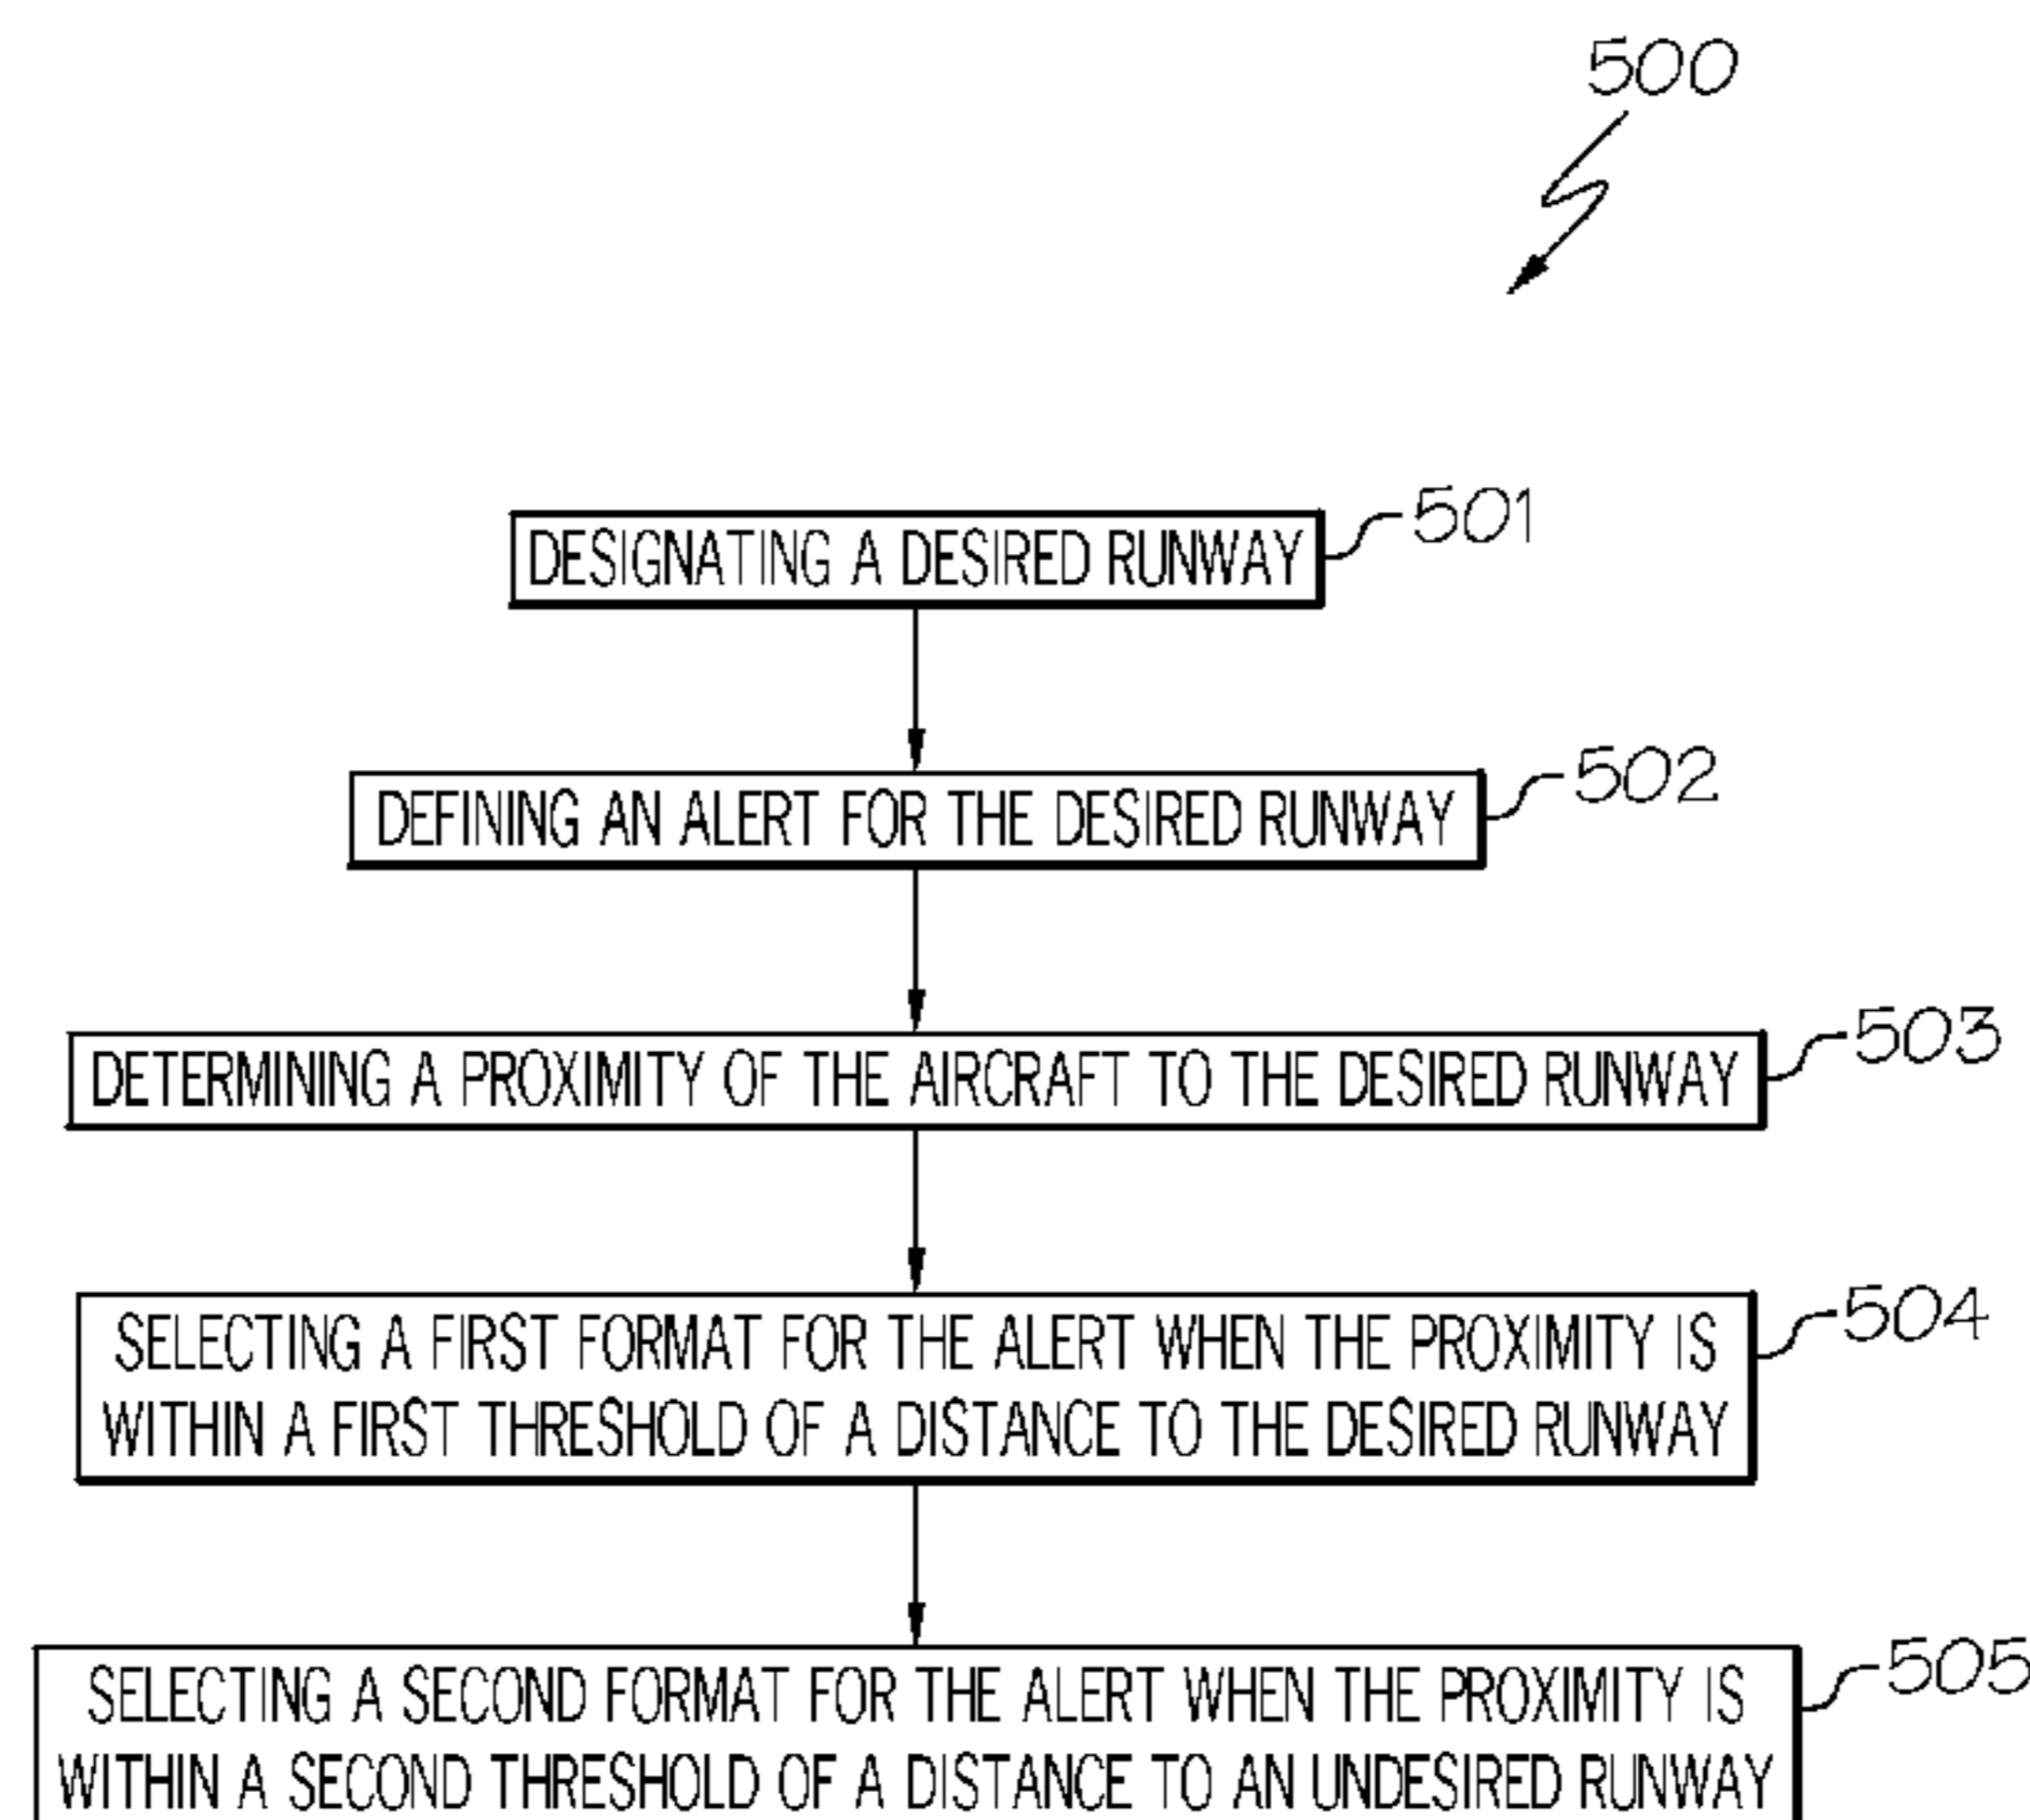 500
DESIGNATING A DESIRED RUNWAY
501
DEFINING AN ALERT FOR THE DESIRED RUNWAY
502
DETERMINING A PROXIMITY OF THE AIRCRAFT TO THE DESIRED RUNWAY
503
SELECTING A FIRST FORMAT FOR THE ALERT WHEN THE PROXIMITY IS
WITHIN A FIRST THRESHOLD OF A DISTANCE TO THE DESIRED RUNWAY
504
SELECTING A SECOND FORMAT FOR THE ALERT WHEN THE PROXIMITY IS
WITHIN A SECOND THRESHOLD OF A DISTANCE TO AN UNDESIRED RUNWAY
505